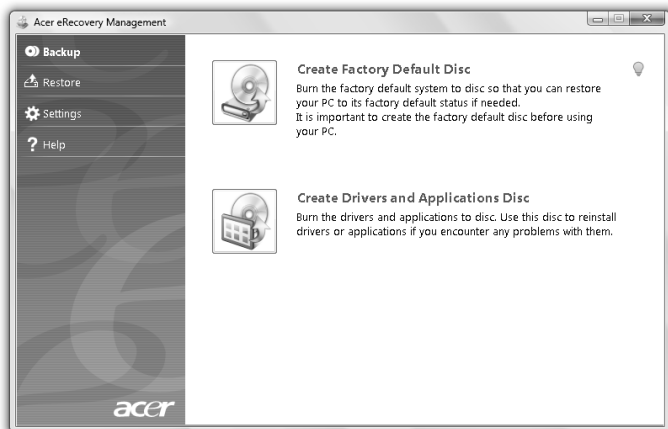 Acer eRecovery Management
Backup
Restore
Settings
Help
Create Factory Default Disc
Burn the factory default system to disc so that you can restore
your PC to its factory default status if needed.
It is important to create the factory default disc before using
your PC.
Create Drivers and Applications Disc
Burn the drivers and applications to disc. Use this disc to reinstall
drivers or applications if you encounter any problems with them.
acer